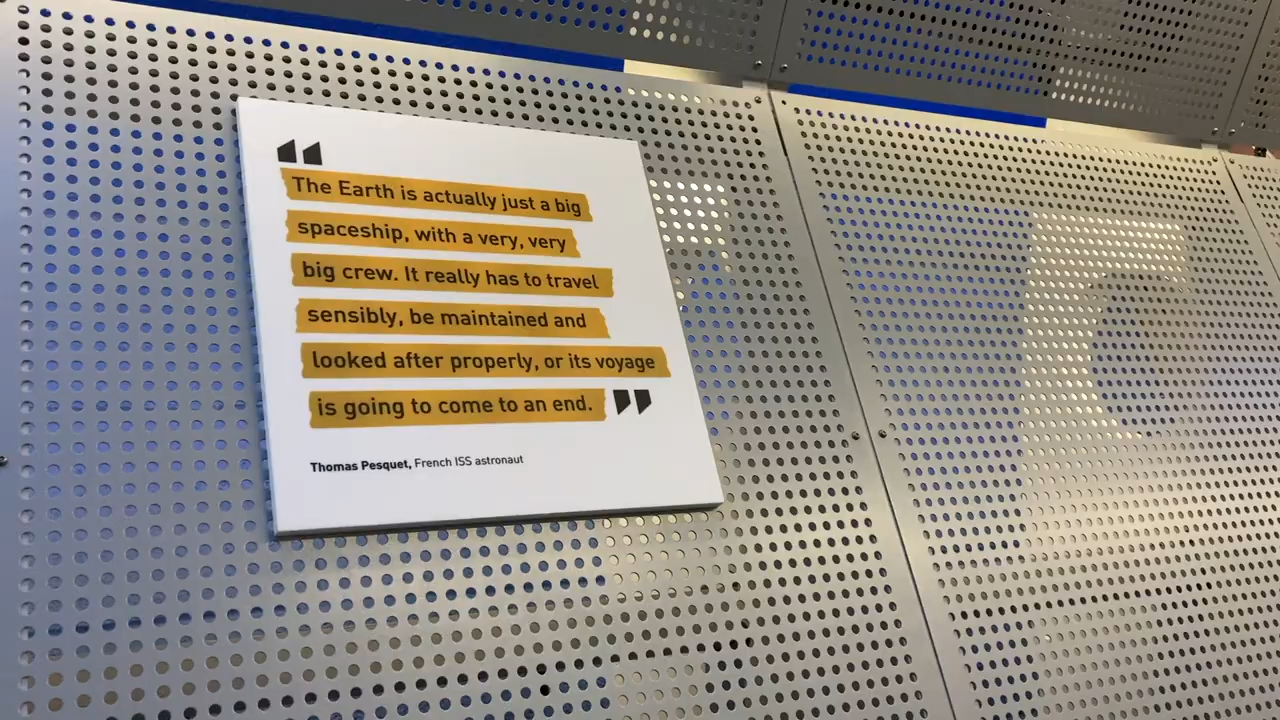 “
The Earth is actually just a big
spaceship, with a very, very
big crew. It really has to travel
sensibly, be maintained and
looked after properly, or its voyage
is going to come to an end. ”
Thomas Pesquet, French ISS astronaut